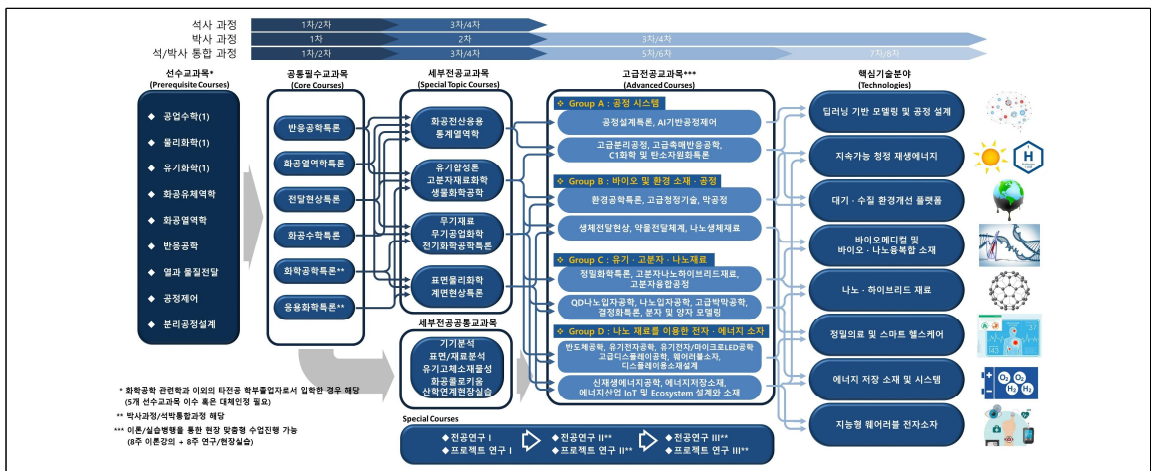 석사 과정
1차/2차
3차/4차
박사 과정
1차
2차
3차/4차
석/박사 통합 과정
1차/2차
3차/4차
5차/6차
7차/8차
선수교과목*
(Prerequisite Courses)
◆ 공업수학(1)
◆ 물리화학(1)
◆ 유기화학(1)
◆ 화공유체역학
◆ 화공열역학
◆ 반응공학
◆ 열과 물질전달
◆ 공정제어
◆ 분리공정설계
* 화학공학 관련학과 이외의 타전공 학부졸업자로서 입학한 경우 해당
(5개 선수교과목 이수 혹은 대체인정 필요)
** 박사과정/석박통합과정 해당
*** 이론/실습병행을 통한 현장 맞춤형 수업진행 가능
(8주 이론강의 + 8주 연구/현장실습)
공통필수교과목
(Core Courses)
반응공학특론
화공열역학특론
전달현상특론
화공수학특론
화학공학특론**
응용화학특론**
세부전공교과목
(Special Topic Courses)
화공전산응용
통계열역학
유기합성론
고분자재료화학
생물화학공학
무기재료
무기공업화학
전기화학공학특론
표면물리화학
계면현상특론
세부전공공통교과목
기기분석
표면/재료분석
유기고체소재물성
화공콜로키움
산학연계현장실습
고급전공교과목***
(Advanced Courses)
❖ Group A : 공정 시스템
공정설계특론, AI기반공정제어
고급분리공정, 고급촉매반응공학,
C1화학 및 탄소자원화특론
❖ Group B : 바이오 및 환경 소재 · 공정
환경공학특론, 고급청정기술, 막공정
생체전달현상, 약물전달체계, 나노생체재료
❖ Group C : 유기 · 고분자 · 나노재료
정밀화학특론, 고분자나노하이브리드재료,
고분자융합공정
QD나노입자공학, 나노입자공학, 고급박막공학,
결정화특론, 분자 및 양자 모델링
❖ Group D : 나노 재료를 이용한 전자 · 에너지 소자
반도체공학, 유기전자공학, 유기전자/마이크로LED공학
고급디스플레이공학, 웨어러블소자,
디스플레이용소재설계
신재생에너지공학, 에너지저장소재,
에너지산업 IoT 및 Ecosystem 설계와 소재
Special Courses
◆ 전공연구 I
◆ 프로젝트 연구 I
◆ 전공연구 II**
◆ 프로젝트 연구 II**
◆ 전공연구 III**
◆ 프로젝트 연구 III**
핵심기술분야
(Technologies)
딥러닝 기반 모델링 및 공정 설계
지속가능 청정 재생에너지
대기 · 수질 환경개선 플랫폼
바이오메디컬 및
바이오 · 나노융복합 소재
나노 · 하이브리드 재료
정밀의료 및 스마트 헬스케어
에너지 저장 소재 및 시스템
지능형 웨어러블 전자소자
H
O₂
O₂
H₂
H₂